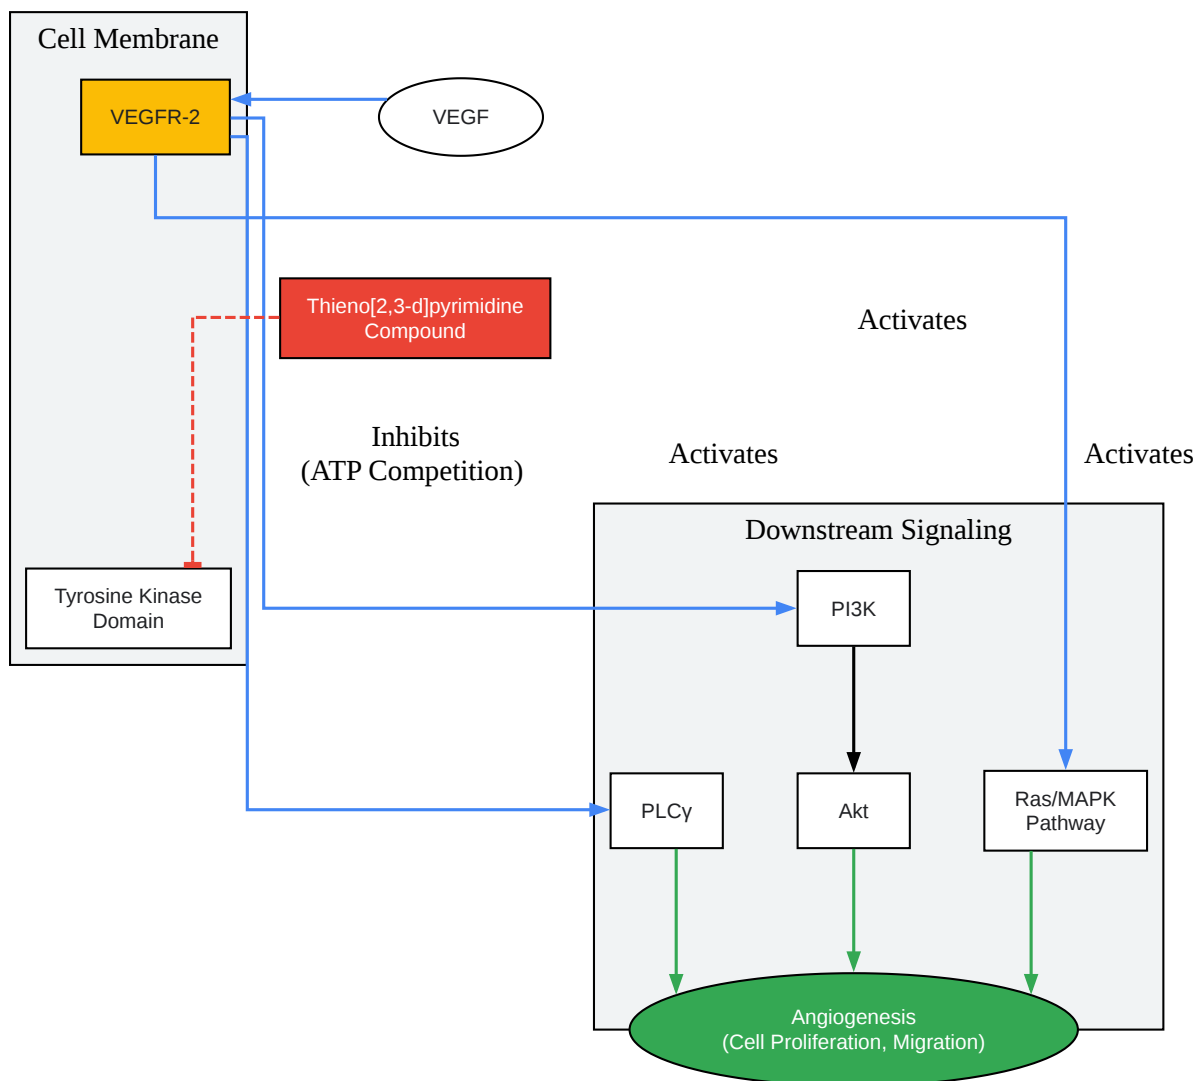 Cell Membrane
VEGFR-2
VEGF
Thieno[2,3-d]pyrimidine
Compound
Activates
Inhibits
(ATP Competition)
Activates
Activates
Downstream Signaling
Tyrosine Kinase
Domain
PI3K
PLCγ
Akt
Ras/MAPK
Pathway
Angiogenesis
(Cell Proliferation, Migration)